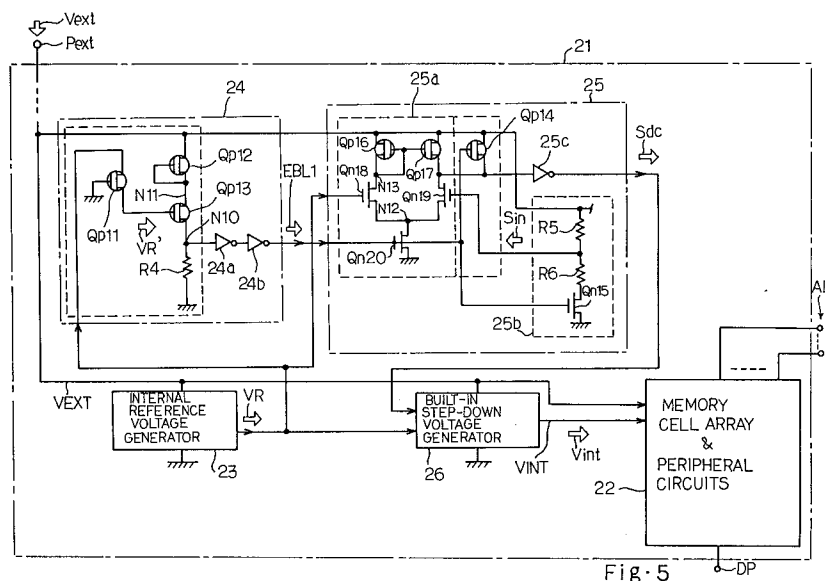 Vext
Pext
21
24
25a
25
Qp14
Qp16
Qp12
25c
Sdc
Qp17
EBL1
N11
Qp13
Qn18
N13
Qn19
Qp11
VR'
N10
N12
Sin
R5
R4
24a
24b
Qn20
R6
Qn15
25b
AD
VEXT
INTERNAL
REFERENCE
VOLTAGE
GENERATOR
VR
23
BUILT-IN
STEP-DOWN
VOLTAGE
GENERATOR
26
VINT
Vint
MEMORY
CELL ARRAY
&
PERIPHERAL
CIRCUITS
22
DP
Fig. 5